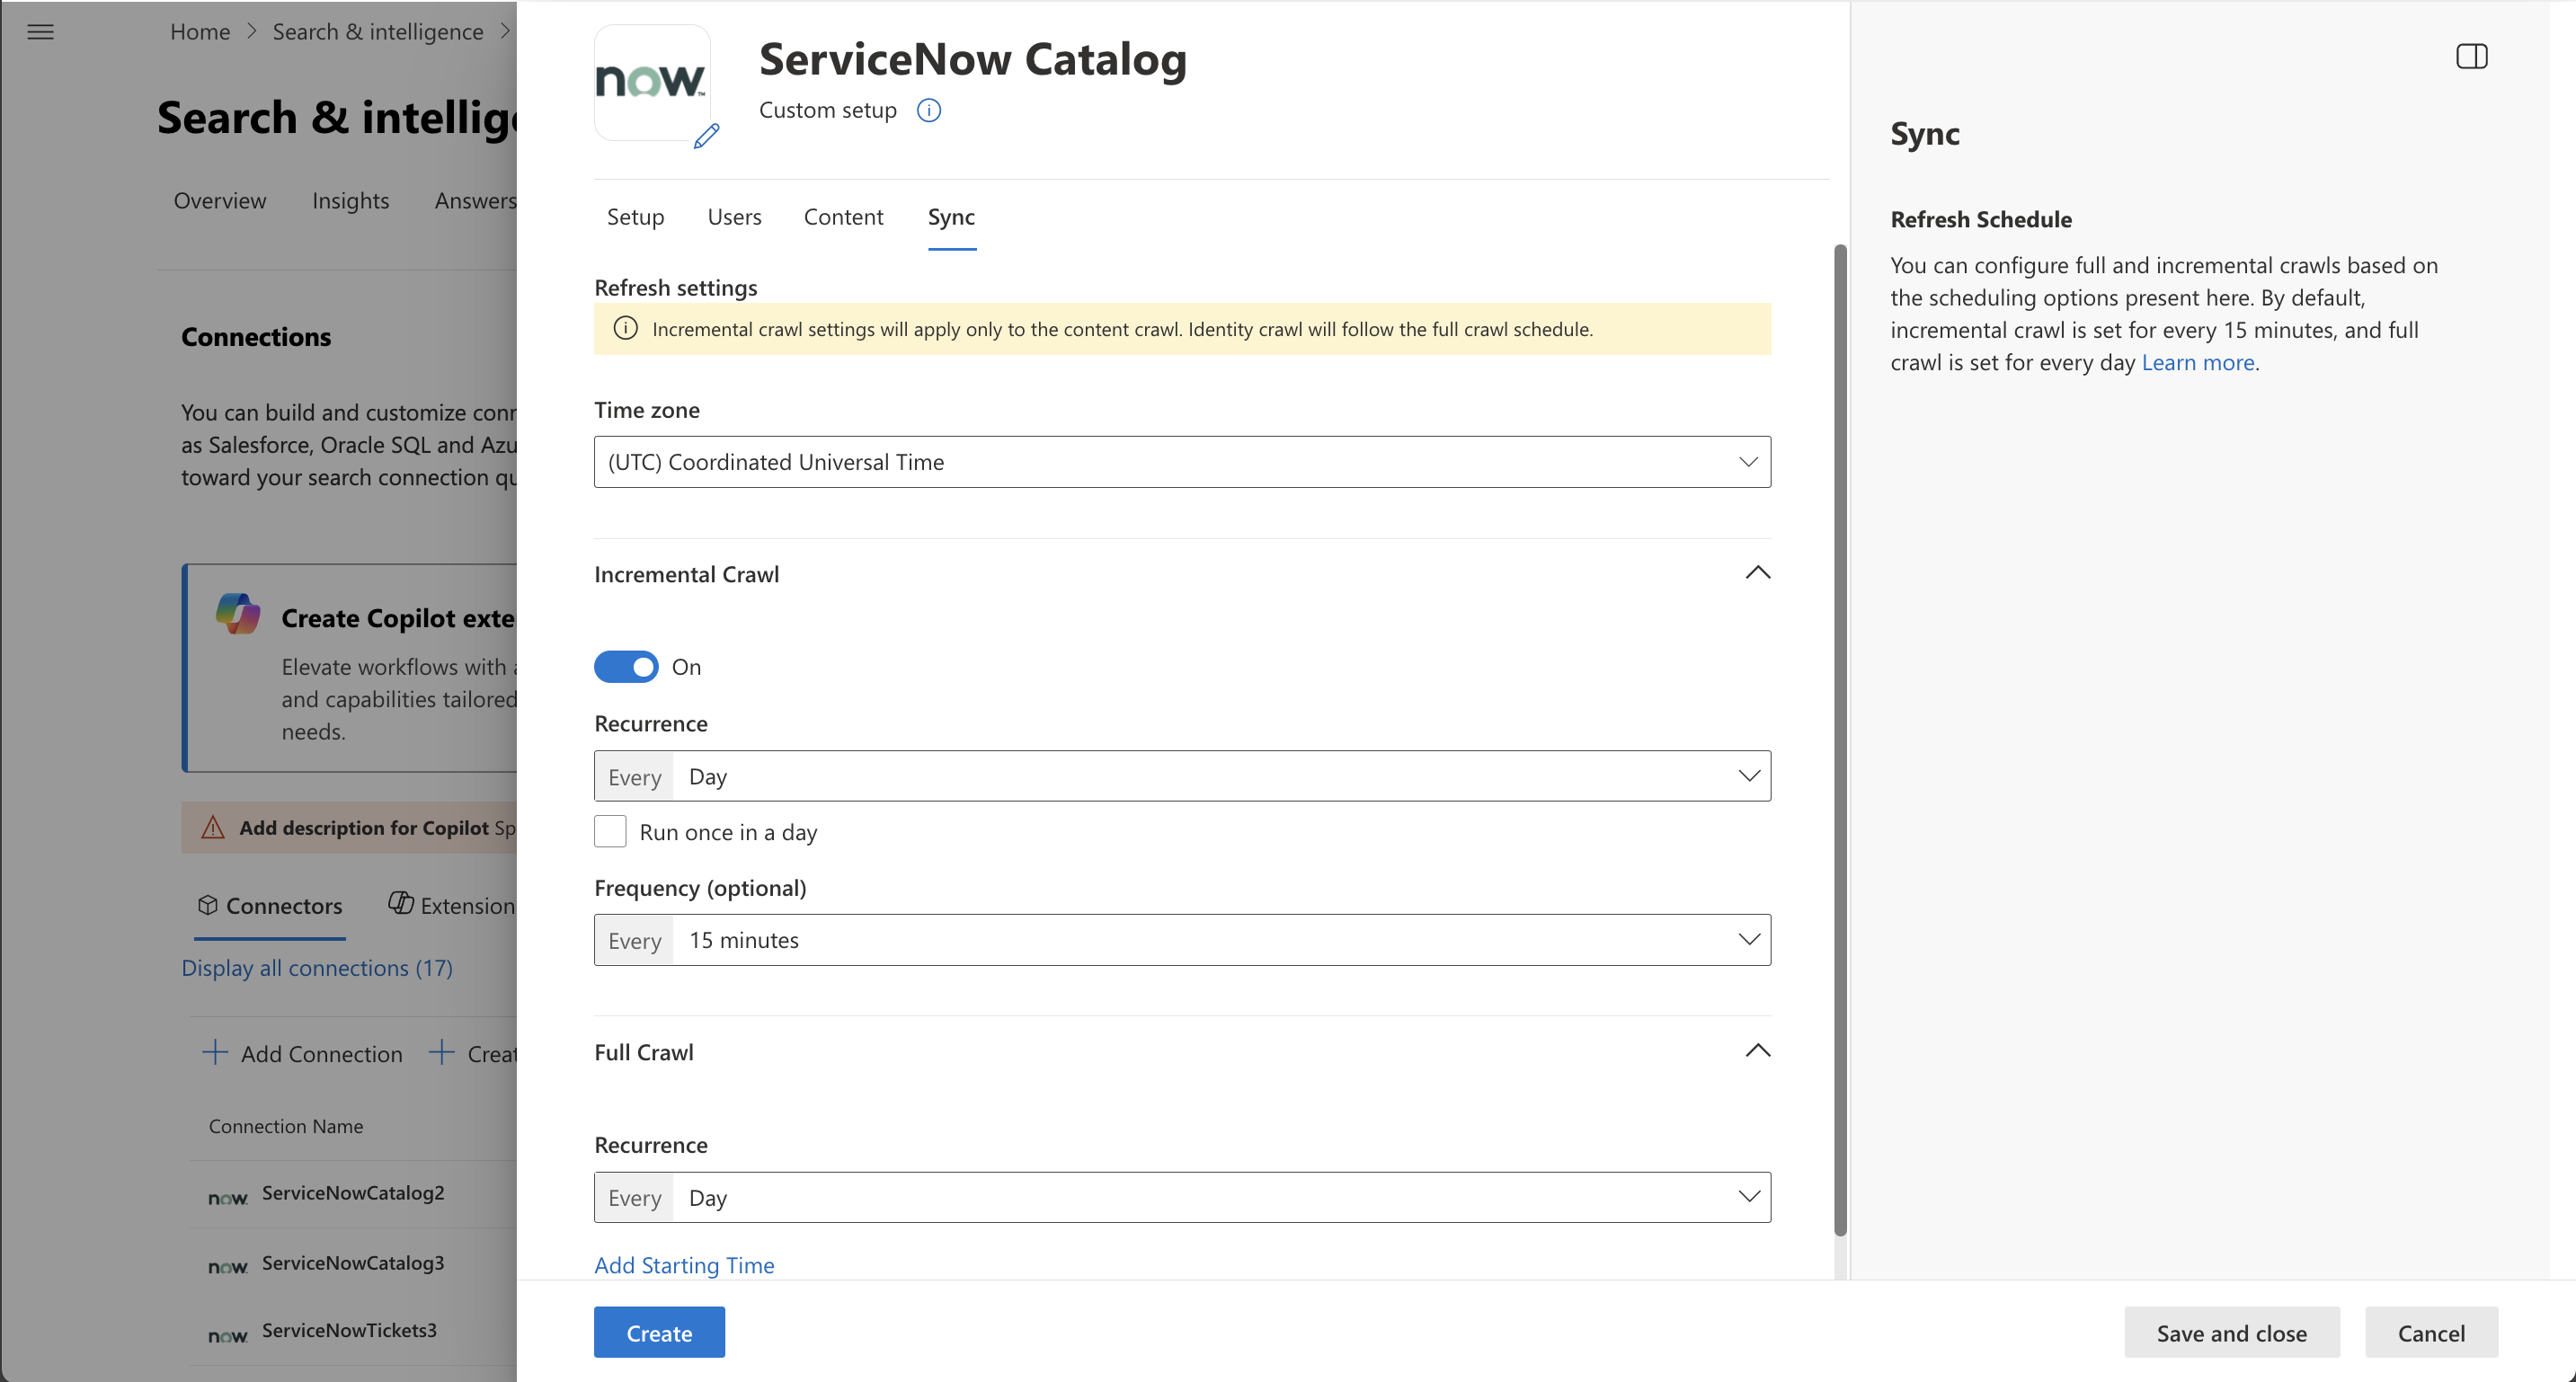 Home > Search & intelligence >
Search & intellig
Overview Insights Answers
Connections
You can build and customize conn
as Salesforce, Oracle SQL and Azu
toward your search connection qu
Create Copilot exte
Elevate workflows with a
and capabilities tailored
needs.
Add description for Copilot Sp
Connectors Extension
Display all connections (17)
Add Connection Creat
Connection Name
now. ServiceNowCatalog2
now. ServiceNowCatalog3
now. ServiceNowTickets3
now.™
ServiceNow Catalog
Custom setup
Setup Users Content Sync
Refresh settings
Incremental crawl settings will apply only to the content crawl. Identity crawl will follow the full crawl schedule.
Time zone
(UTC) Coordinated Universal Time
Incremental Crawl
On
Recurrence
Every Day
Run once in a day
Frequency (optional)
Every 15 minutes
Full Crawl
Recurrence
Every Day
Add Starting Time
Create
Save and close Cancel
Sync
Refresh Schedule
You can configure full and incremental crawls based on
the scheduling options present here. By default,
incremental crawl is set for every 15 minutes, and full
crawl is set for every day Learn more.